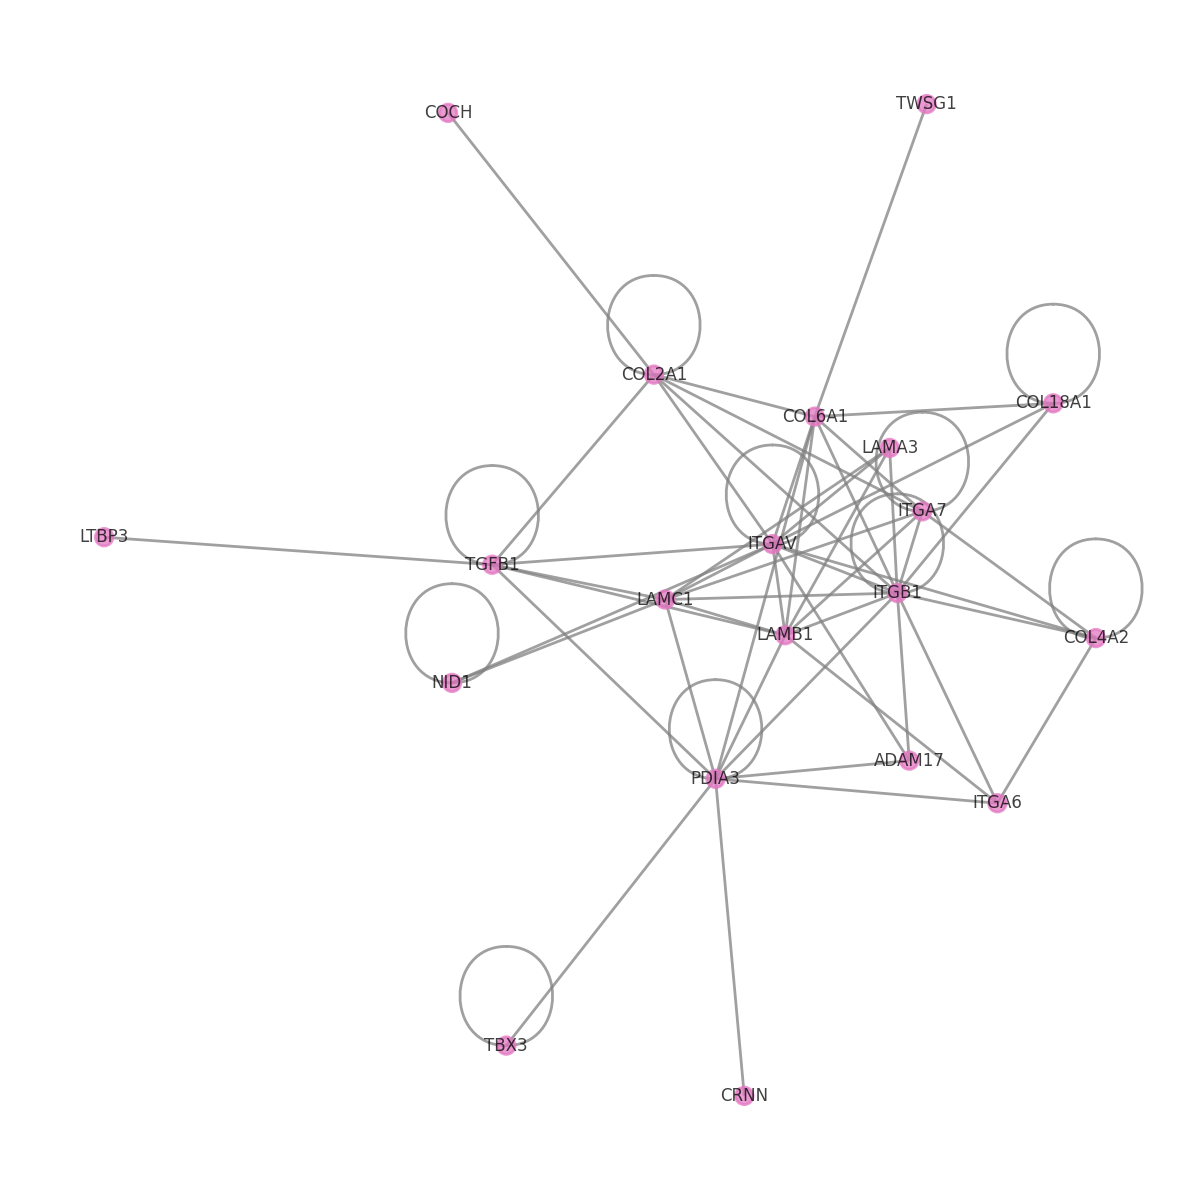 TWSG1
COCH
COL2A1
COL18A1
COL6A1
LAMA3
ITGA7
LTBP3
ITGAV
TGFB1
ITGB1
LAMC1
LAMB1
COL4A2
NID1
ADAM17
PDIA3
ITGA6
TBX3
CRNN